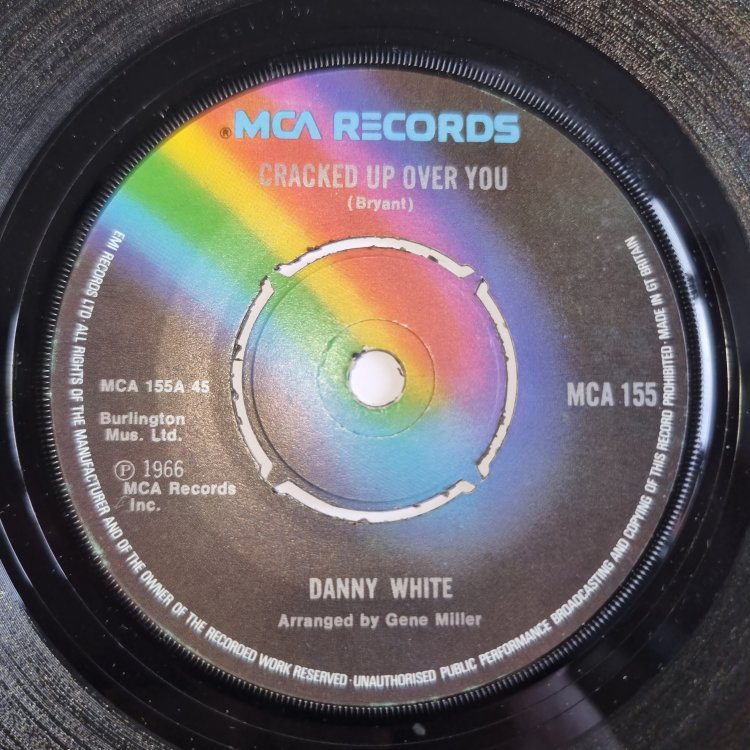 ® MCA RECORDS
CRACKED UP OVER YOU
(Bryant)
MCA 155A 45
Burlington
Mus. Ltd.
℗ 1966
MCA Records
Inc.
MCA 155
DANNY WHITE
Arranged by Gene Miller
EMI RECORDS LTD· ALL RIGHTS OF THE MANUFACTURER AND OF THE OWNER OF THE RECORDED WORK RESERVED · UNAUTHORISED PUBLIC PERFORMANCE BROADCASTING AND COPYING OF THIS RECORD PROHIBITED · MADE IN GT BRITAIN